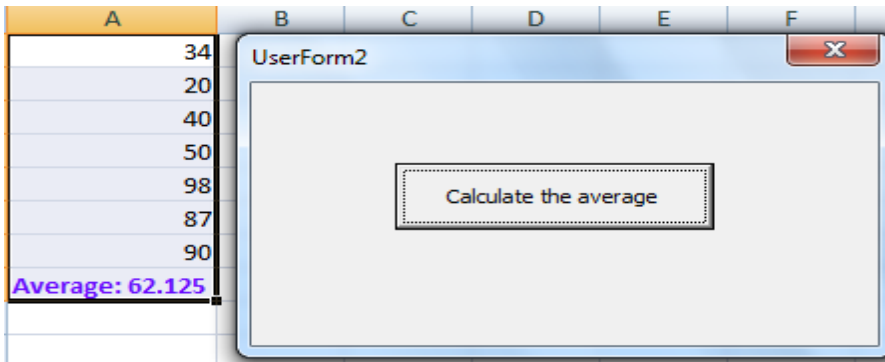 A B C D E F
34
UserForm2
20
40
50
98
Calculate the average
87
90
Average: 62.125